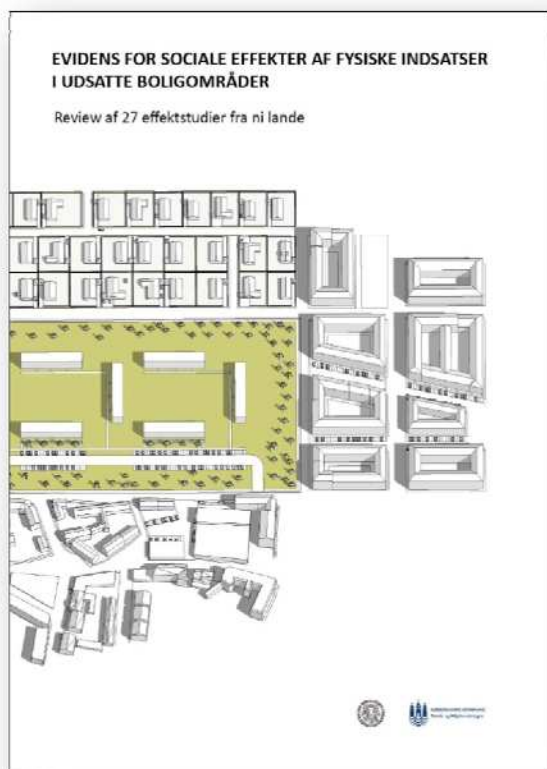 EVIDENS FOR SOCIALE EFFEKTER AF FYSISKE INDSATSER
I UDSATTE BOLIGOMRÅDER
Review af 27 effektstudier fra ni lande